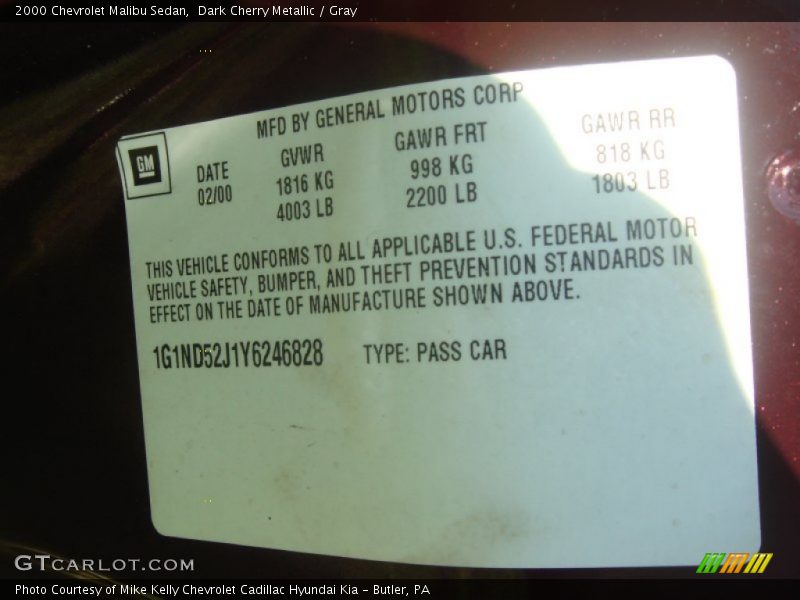 2000 Chevrolet Malibu Sedan,  Dark Cherry Metallic / Gray
MFD BY GENERAL MOTORS CORP
GM
DATE
02/00
GVWR
1816 KG
4003 LB
GAWR FRT
998 KG
2200 LB
GAWR RR
818 KG
1803 LB
THIS VEHICLE CONFORMS TO ALL APPLICABLE U.S. FEDERAL MOTOR
VEHICLE SAFETY, BUMPER, AND THEFT PREVENTION STANDARDS IN
EFFECT ON THE DATE OF MANUFACTURE SHOWN ABOVE.
1G1ND52J1Y6246828 TYPE: PASS CAR
GTCARLOT.COM
Photo Courtesy of Mike Kelly Chevrolet Cadillac Hyundai Kia - Butler, PA